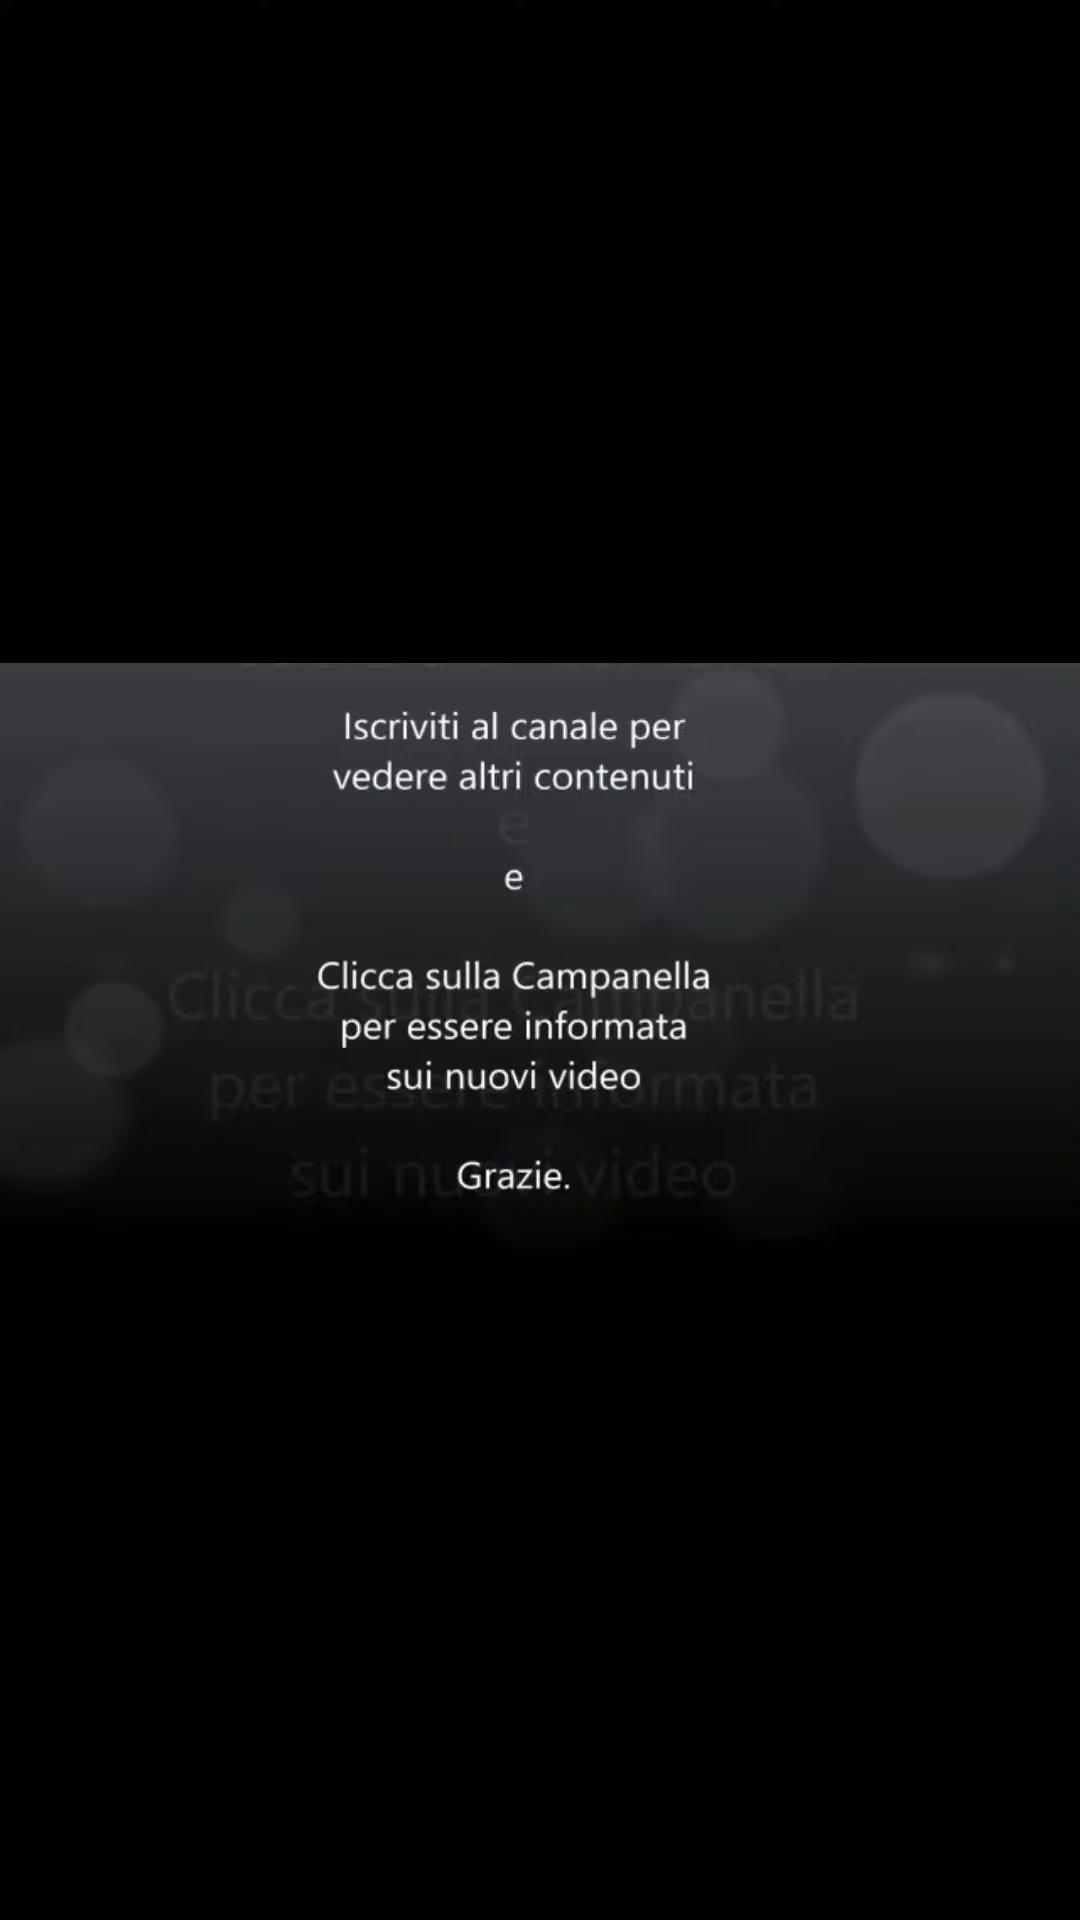 Iscriviti al canale per
vedere altri contenuti
e
Clicca sulla Campanella
per essere informata
sui nuovi video
Grazie.